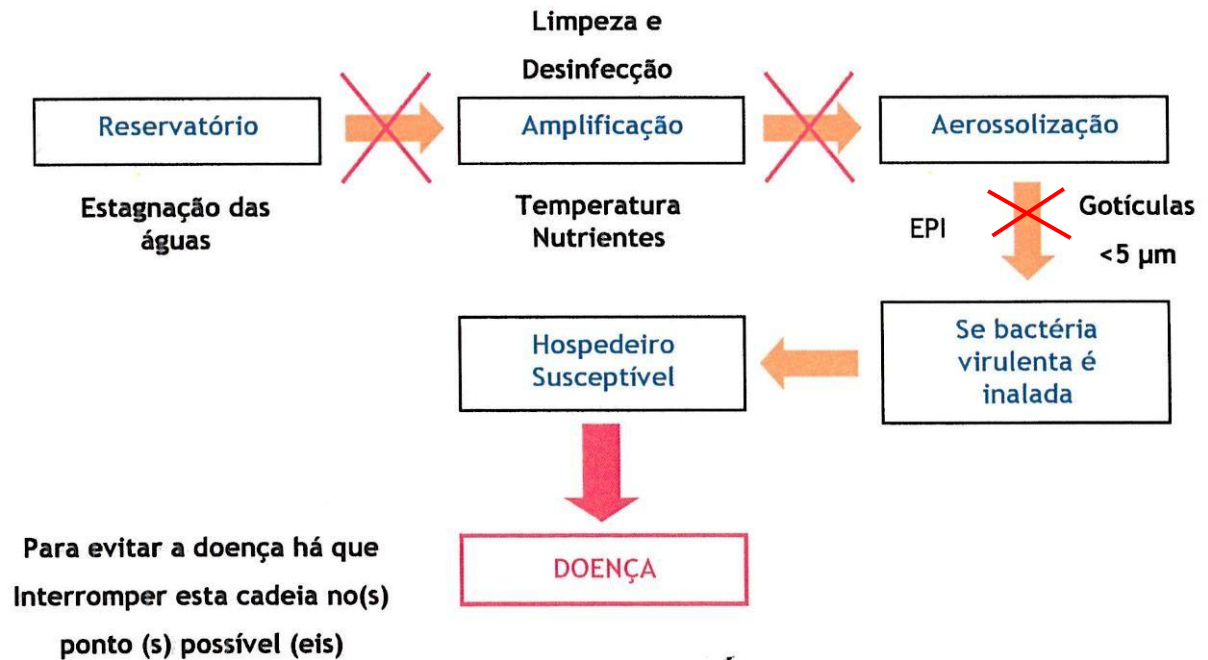 Limpeza e
Desinfecção
Reservatório
Amplificação
Aerossolização
Estagnação das
águas
Temperatura
Nutrientes
EPI
Gotículas
<5 µm
Se bactéria
virulenta é
inalada
Hospedeiro
Susceptível
DOENÇA
Para evitar a doença há que
Interromper esta cadeia no(s)
ponto (s) possível (eis)